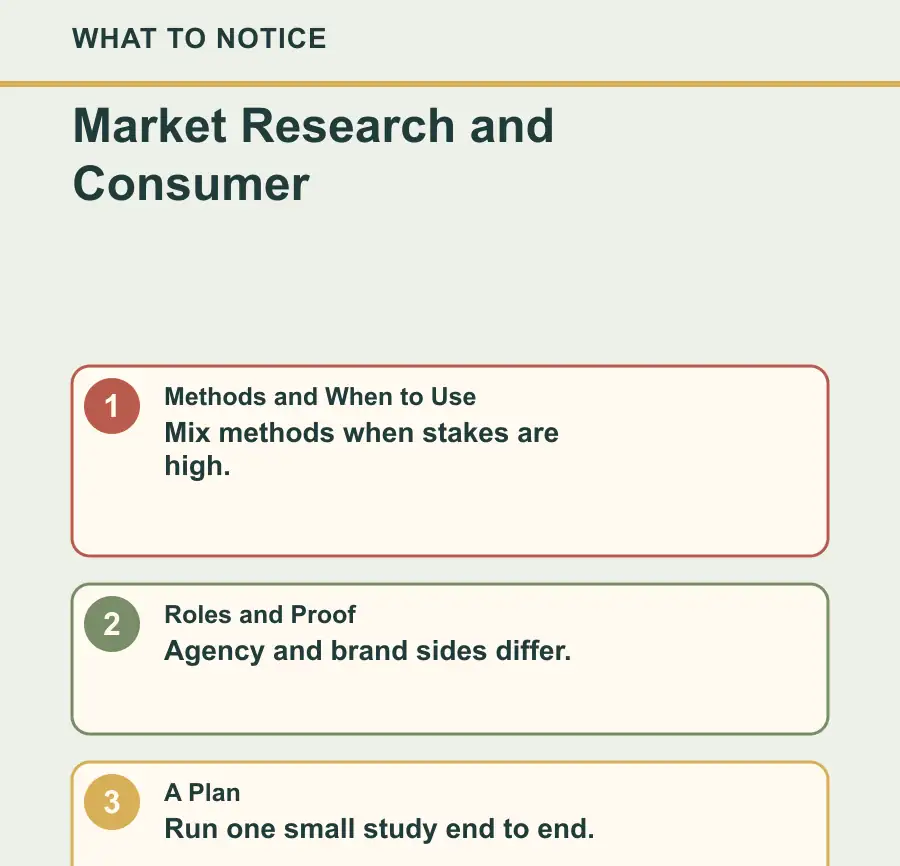 WHAT TO NOTICE
Market Research and
Consumer
1
Methods and When to Use
Mix methods when stakes are
high.
2
Roles and Proof
Agency and brand sides differ.
3
A Plan
Run one small study end to end.